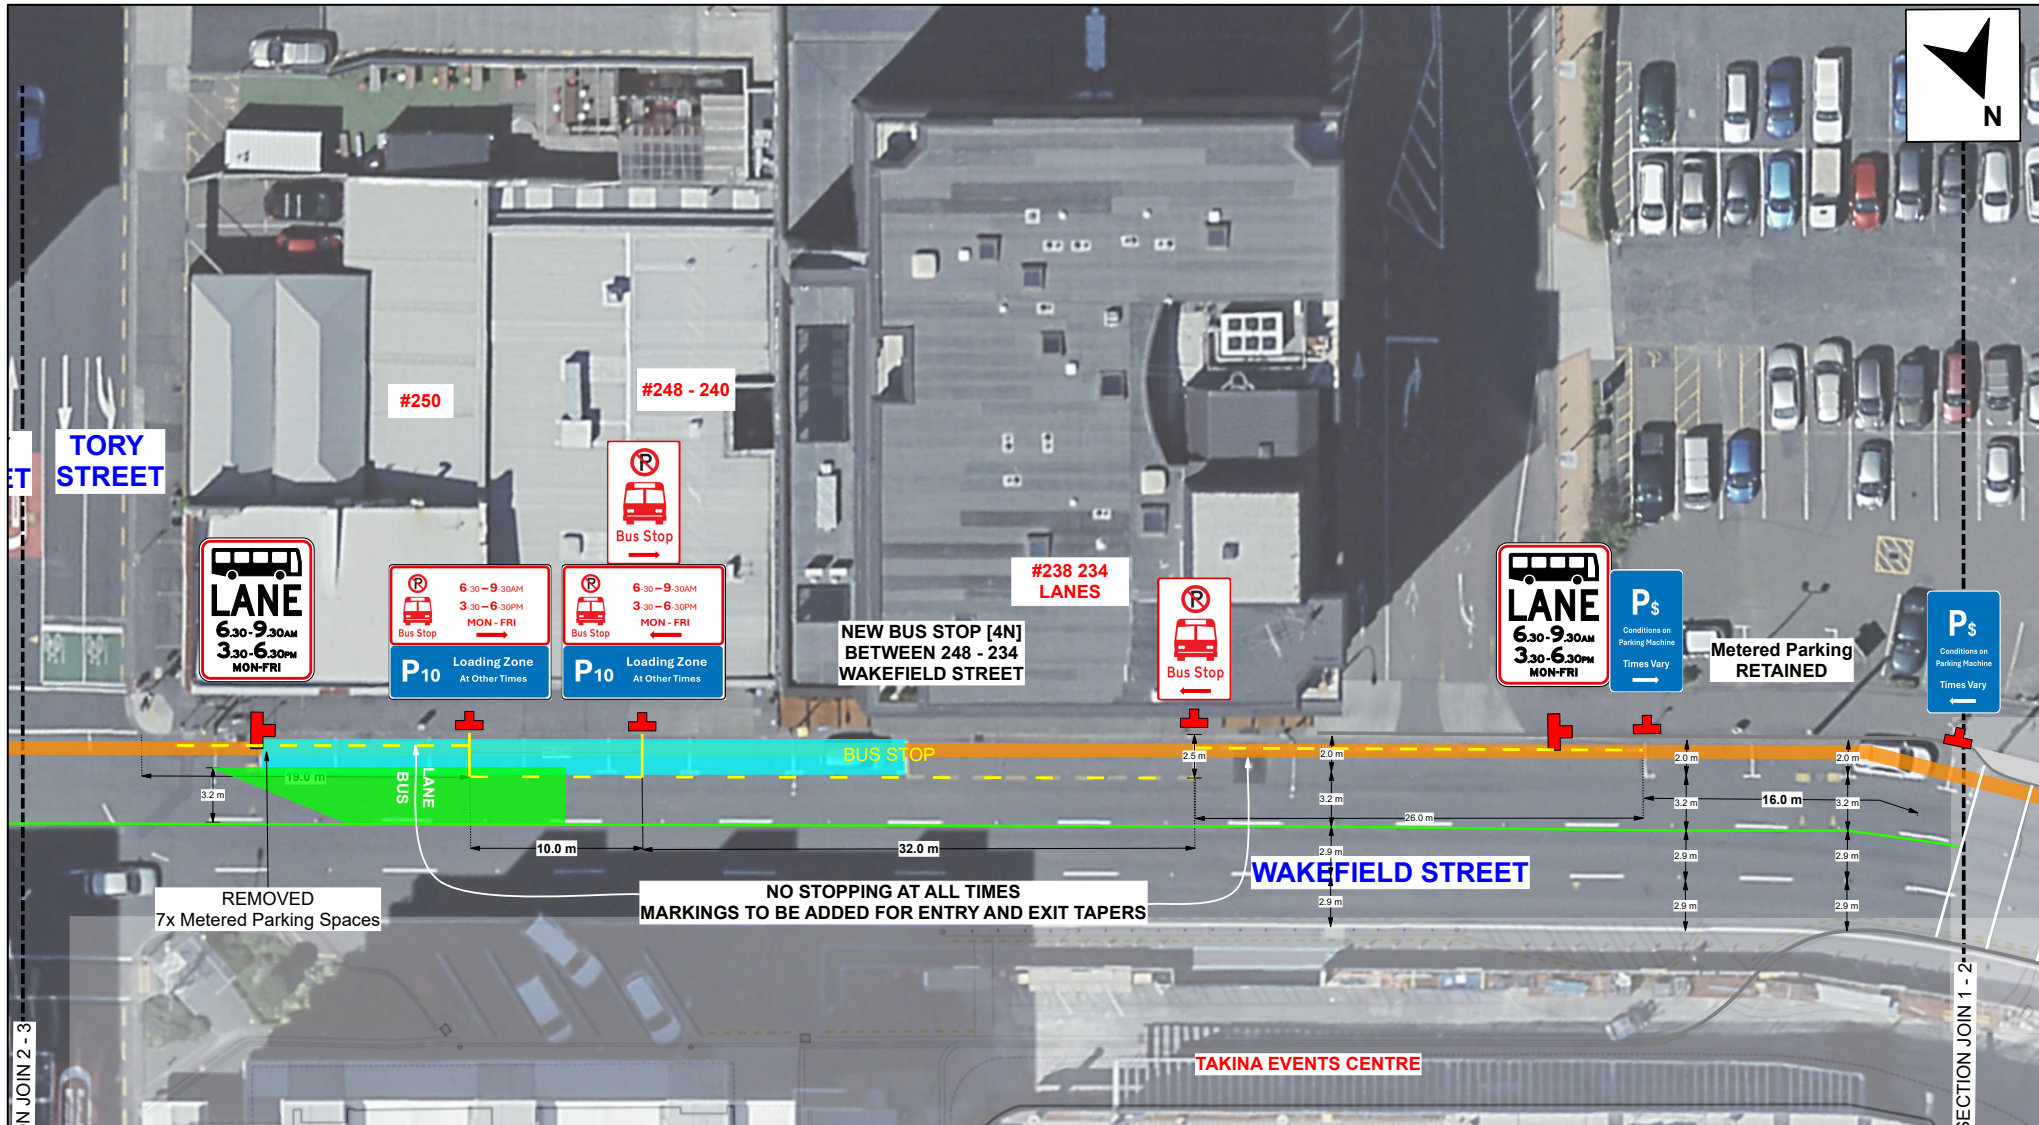 N
#250
#248 - 240
ET
TORY
STREET
Bus Stop
LANE
6.30-9.30AM
3.30-6.30PM
MON-FRI
P
Bus Stop
6:30 – 9:30AM
3:30 – 6:30PM
MON - FRI
P10
Loading Zone
At Other Times
P
Bus Stop
6:30 – 9:30AM
3:30 – 6:30PM
MON - FRI
P10
Loading Zone
At Other Times
#238 234
LANES
NEW BUS STOP [4N]
BETWEEN 248 - 234
WAKEFIELD STREET
P
Bus Stop
LANE
6.30-9.30AM
3.30-6.30PM
MON-FRI
P$
Conditions on
Parking Machine
Times Vary
Metered Parking
RETAINED
P$
Conditions on
Parking Machine
Times Vary
BUS STOP
2.5 m
2.0 m
2.0 m
2.0 m
19.0 m
BUS
LANE
3.2 m
3.2 m
3.2 m
3.2 m
16.0 m
26.0 m
10.0 m
32.0 m
2.9 m
2.9 m
2.9 m
WAKEFIELD STREET
REMOVED
7x Metered Parking Spaces
NO STOPPING AT ALL TIMES
MARKINGS TO BE ADDED FOR ENTRY AND EXIT TAPERS
2.9 m
2.9 m
2.9 m
TAKINA EVENTS CENTRE
ON JOIN 2 - 3
SECTION JOIN 1 - 2